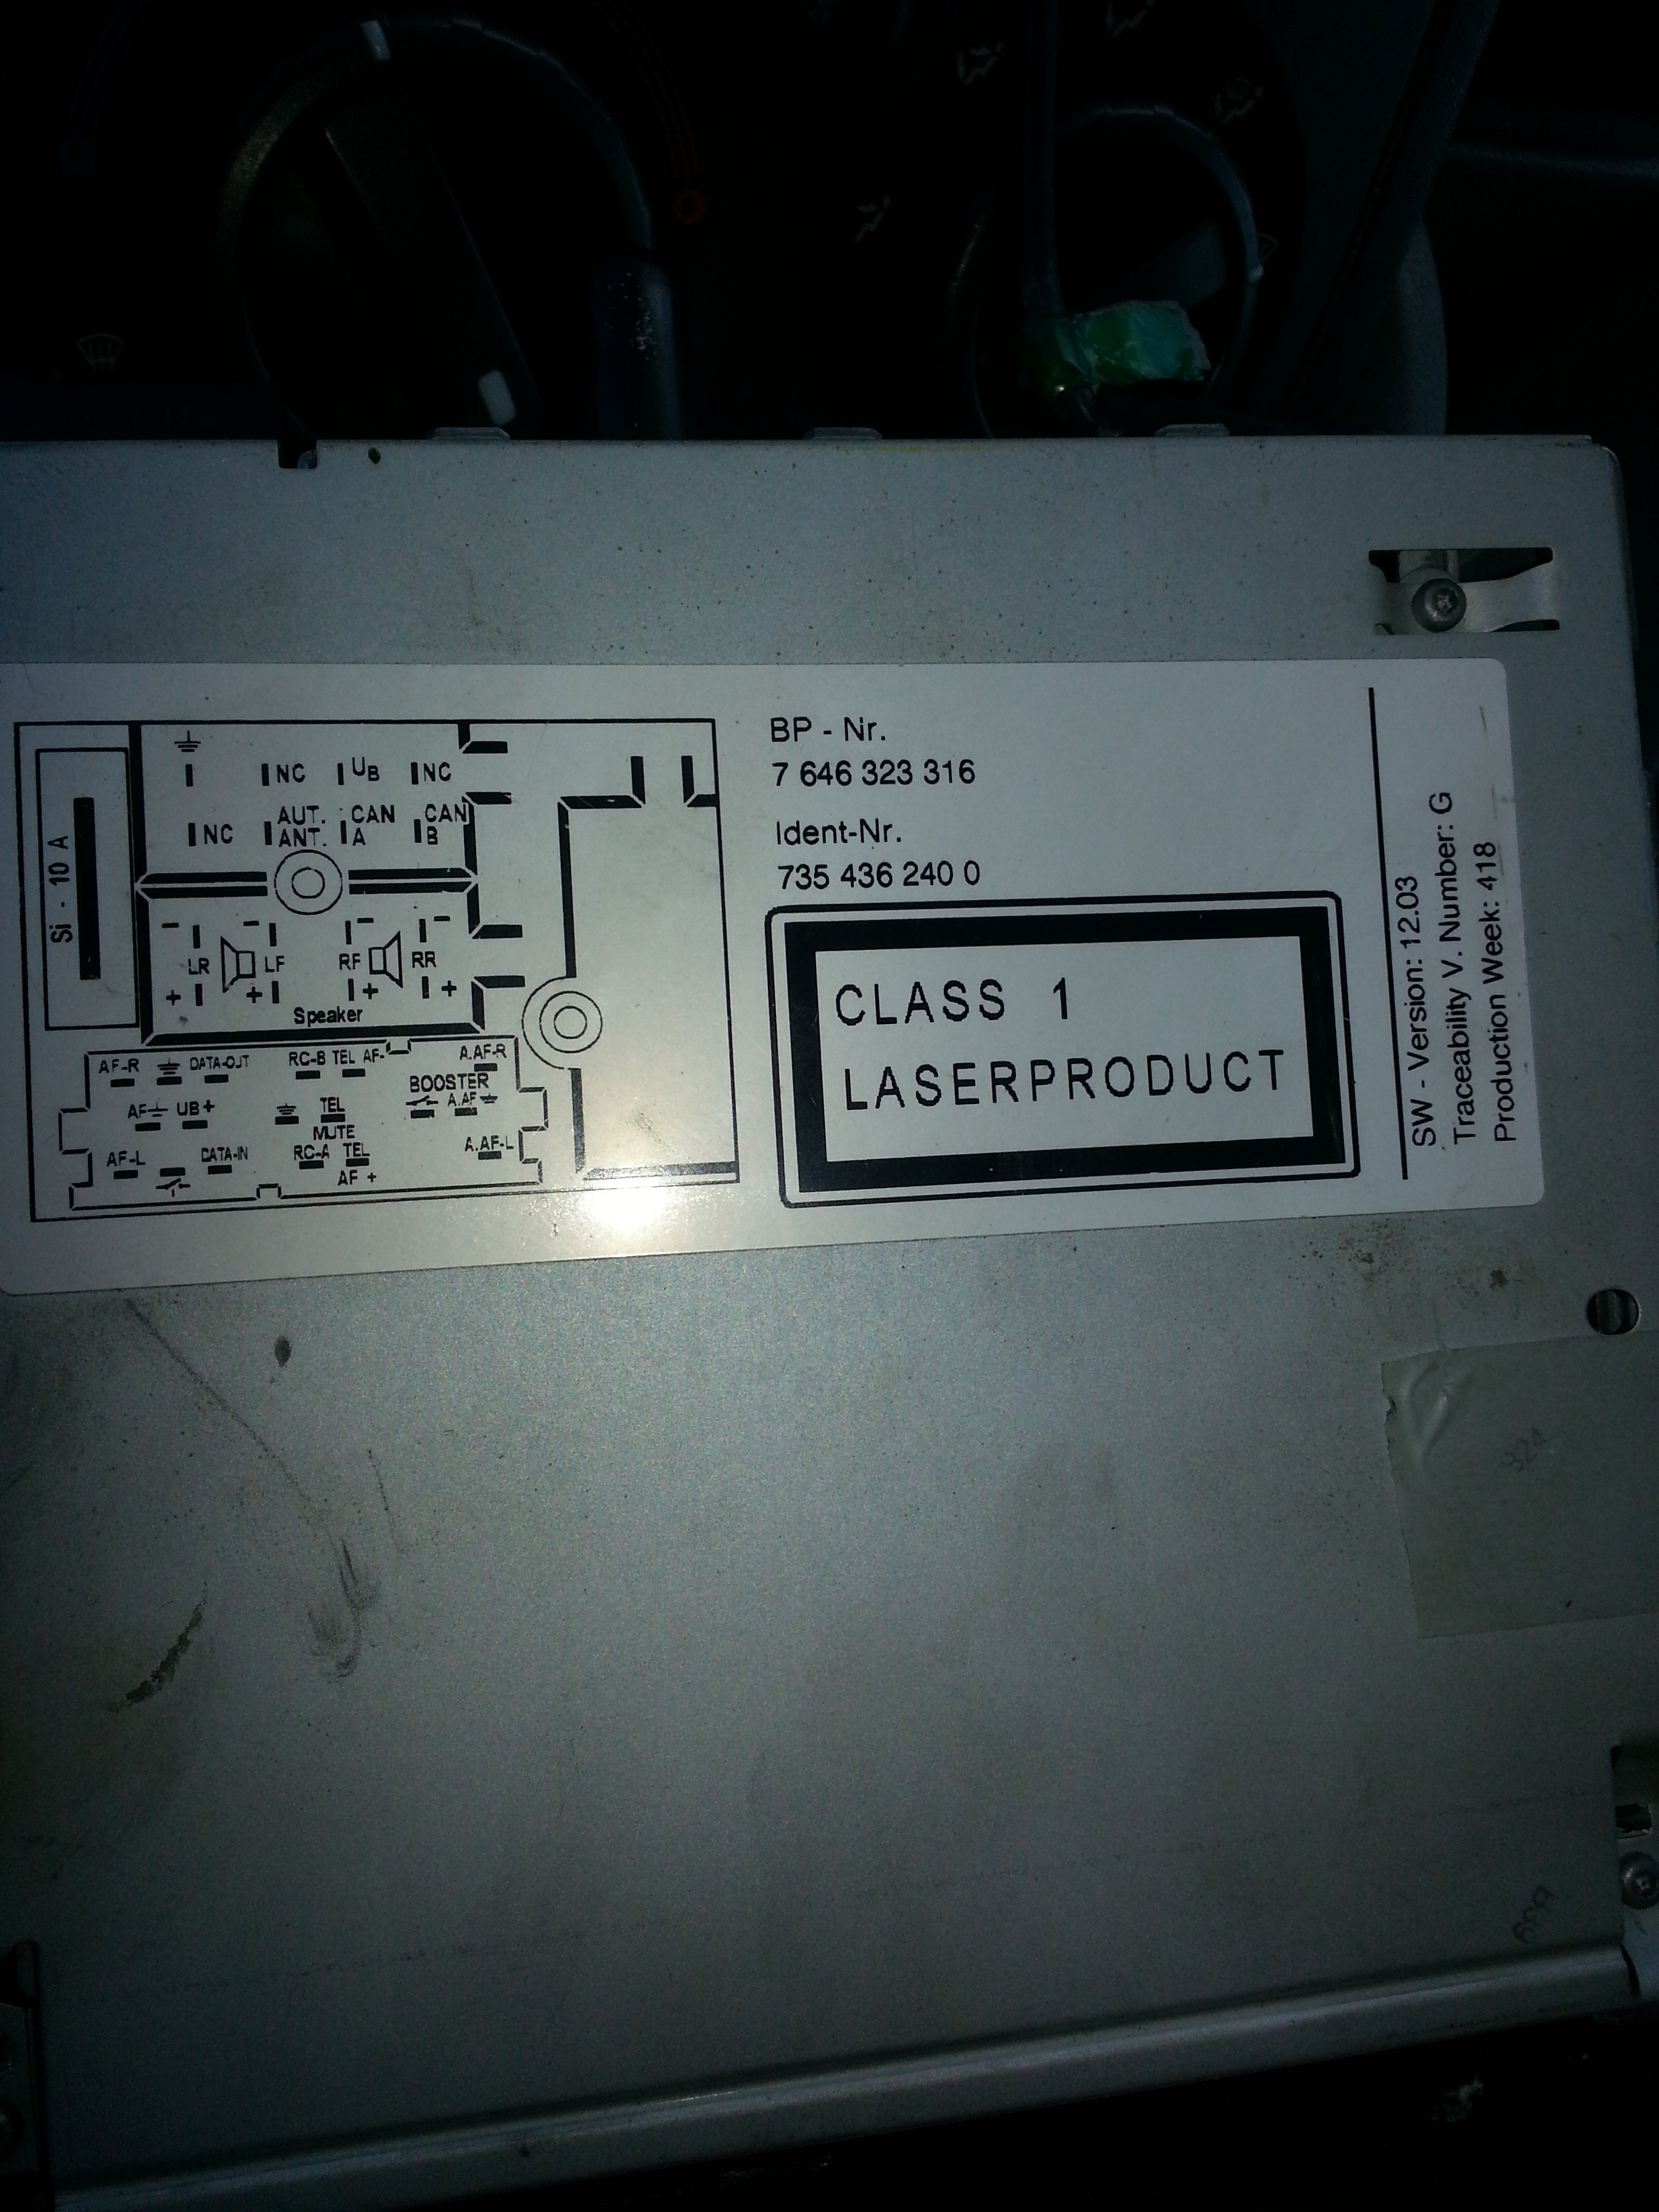 NC UB NC
NC AUT. ANT. CAN A CAN B
Si - 10 A
- - - -
LR LF RF RR
+ + + +
Speaker
AF-R DATA-OUT RC-B TEL AF- A.AF-R
BOOSTER
AF UB+ TEL MUTE A.AF
AF-L DATA-IN RC-A TEL AF + A.AF-L
BP - Nr.
7 646 323 316
Ident-Nr.
735 436 240 0
CLASS 1
LASERPRODUCT
SW - Version: 12.03
Traceability V. Number: G
Production Week: 418